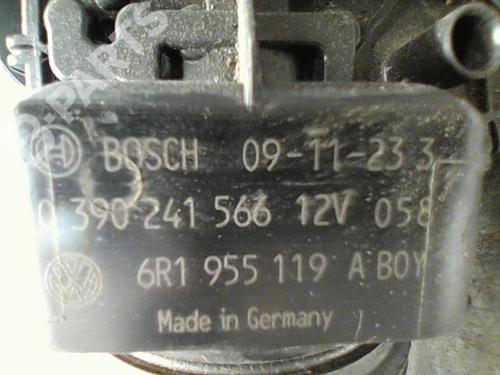 BOSCH 09-11-23 3
0 390 241 566 12V 058
6R1 955 119 A BOY
Made in Germany